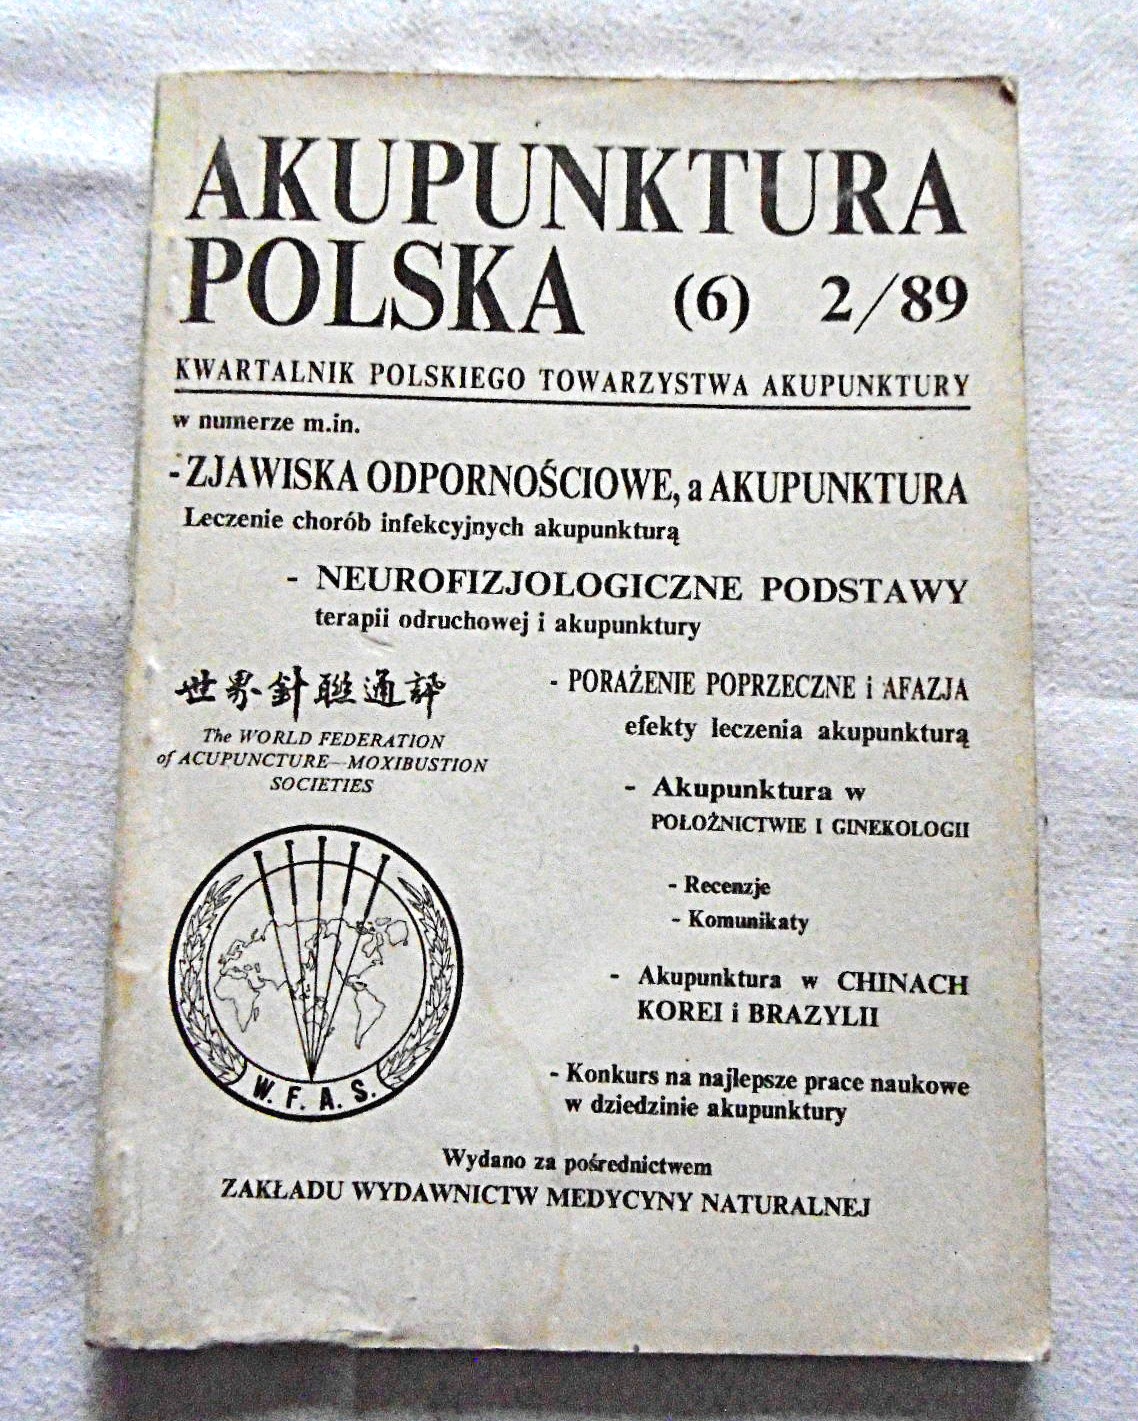 AKUPUNKTURA
POLSKA (6) 2/89
KWARTALNIK POLSKIEGO TOWARZYSTWA AKUPUNKTURY
w numerze m.in.
- ZJAWISKA ODPORNOŚCIOWE, a AKUPUNKTURA
Leczenie chorób infekcyjnych akupunkturą
- NEUROFIZJOLOGICZNE PODSTAWY
terapii odruchowej i akupunktury
世界針聯通
The WORLD FEDERATION
of ACUPUNCTURE—MOXIBUSTION
SOCIETIES
W. F. A. S.
- PORAŻENIE POPRZECZNE i AFAZJA
efekty leczenia akupunkturą
- Akupunktura w
POŁOŻNICTWIE I GINEKOLOGII
- Recenzje
- Komunikaty
- Akupunktura w CHINACH
KOREI i BRAZYLII
- Konkurs na najlepsze prace naukowe
w dziedzinie akupunktury
Wydano za pośrednictwem
ZAKŁADU WYDAWNICTW MEDYCYNY NATURALNEJ